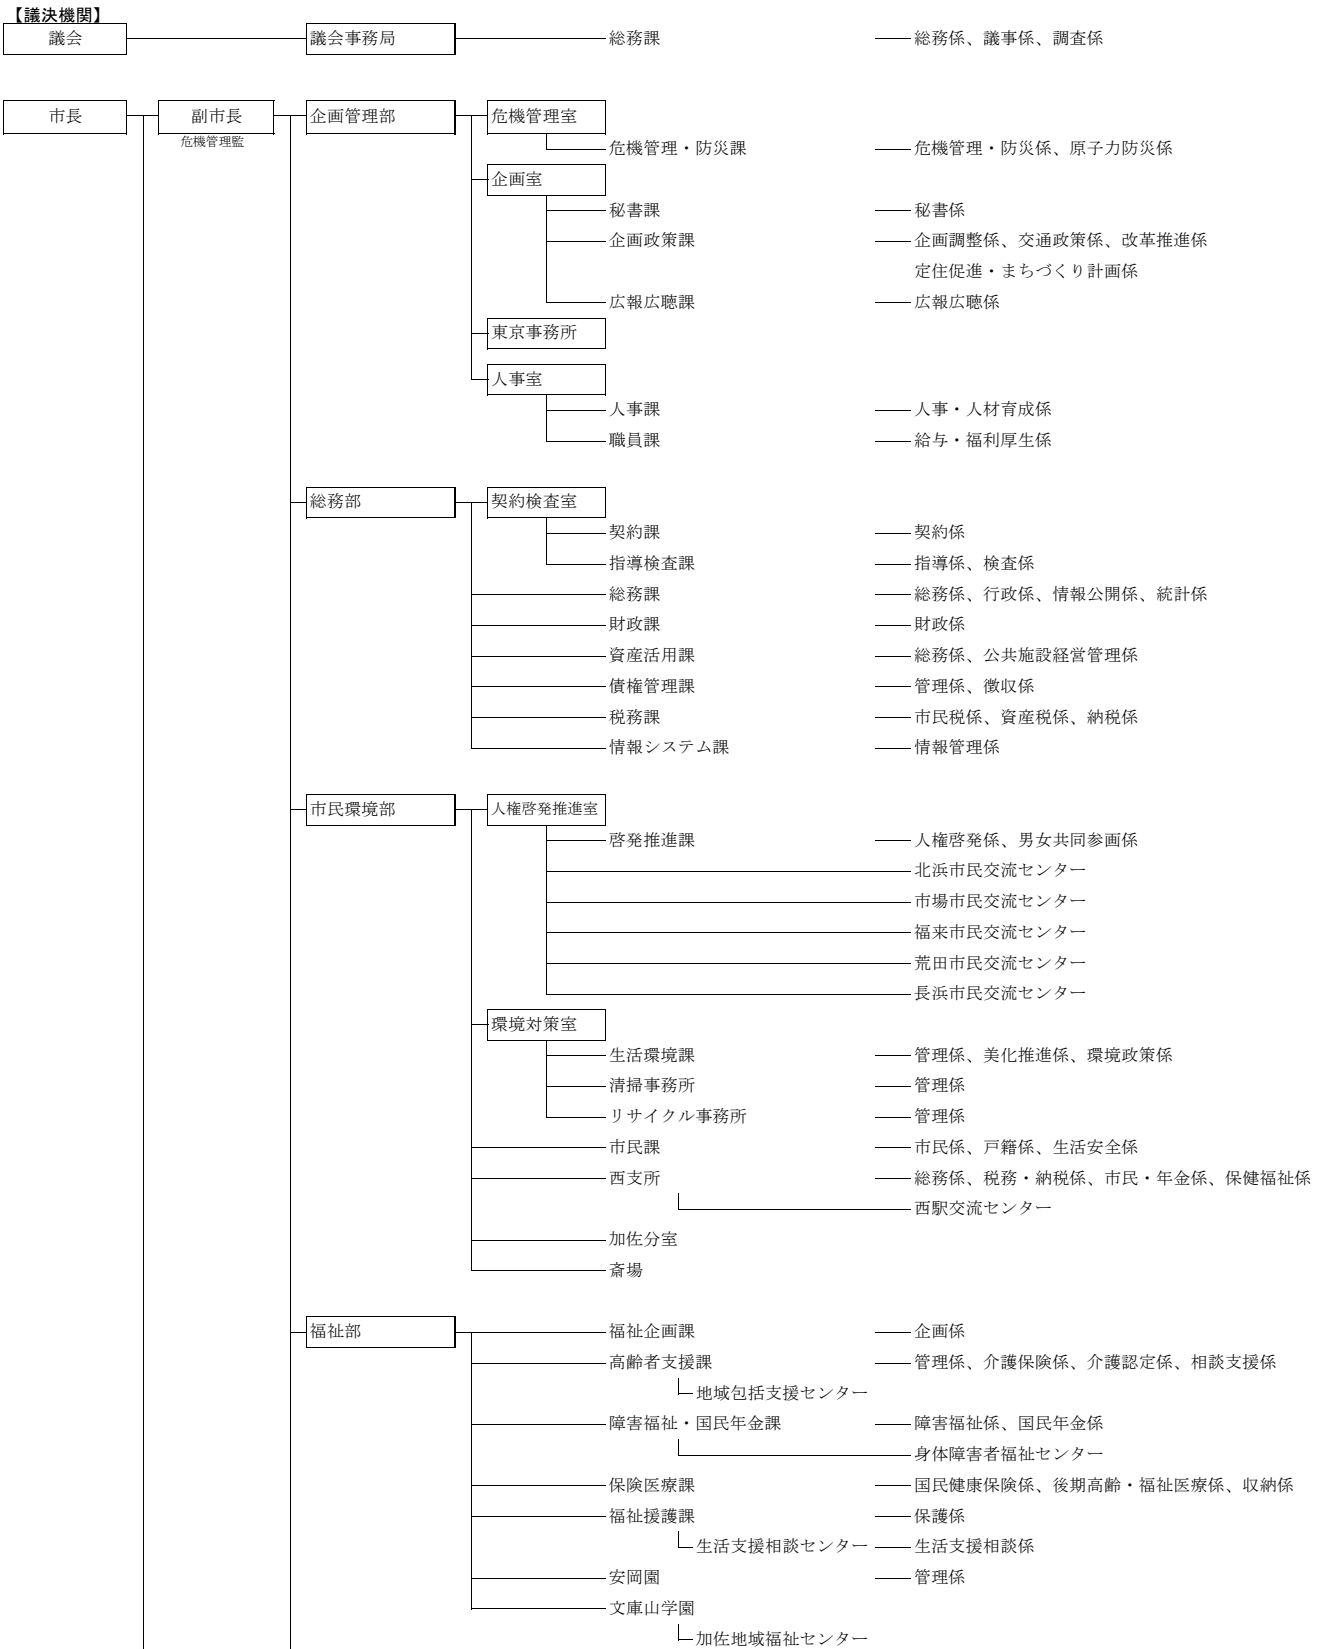 【議決機関】
議会 議会事務局 総務課 総務係、議事係、調査係
市長 副市長 企画管理部 危機管理室
危機管理監
危機管理・防災課 危機管理・防災係、原子力防災係
企画室
秘書課 秘書係
企画政策課 企画調整係、交通政策係、改革推進係
定住促進・まちづくり計画係
広報広聴課 広報広聴係
東京事務所
人事室
人事課 人事・人材育成係
職員課 給与・福利厚生係
総務部 契約検査室
契約課 契約係
指導検査課 指導係、検査係
総務課 総務係、行政係、情報公開係、統計係
財政課 財政係
資産活用課 総務係、公共施設経営管理係
債権管理課 管理係、徴収係
税務課 市民税係、資産税係、納税係
情報システム課 情報管理係
市民環境部 人権啓発推進室
啓発推進課 人権啓発係、男女共同参画係
北浜市民交流センター
市場市民交流センター
福来市民交流センター
荒田市民交流センター
長浜市民交流センター
環境対策室
生活環境課 管理係、美化推進係、環境政策係
清掃事務所 管理係
リサイクル事務所 管理係
市民課 市民係、戸籍係、生活安全係
西支所 総務係、税務・納税係、市民・年金係、保健福祉係
西駅交流センター
加佐分室
斎場
福祉部 福祉企画課 企画係
高齢者支援課 管理係、介護保険係、介護認定係、相談支援係
地域包括支援センター
障害福祉・国民年金課 障害福祉係、国民年金係
身体障害者福祉センター
保険医療課 国民健康保険係、後期高齢・福祉医療係、収納係
福祉援護課 保護係
生活支援相談センター 生活支援相談係
安岡園 管理係
文庫山学園
加佐地域福祉センター